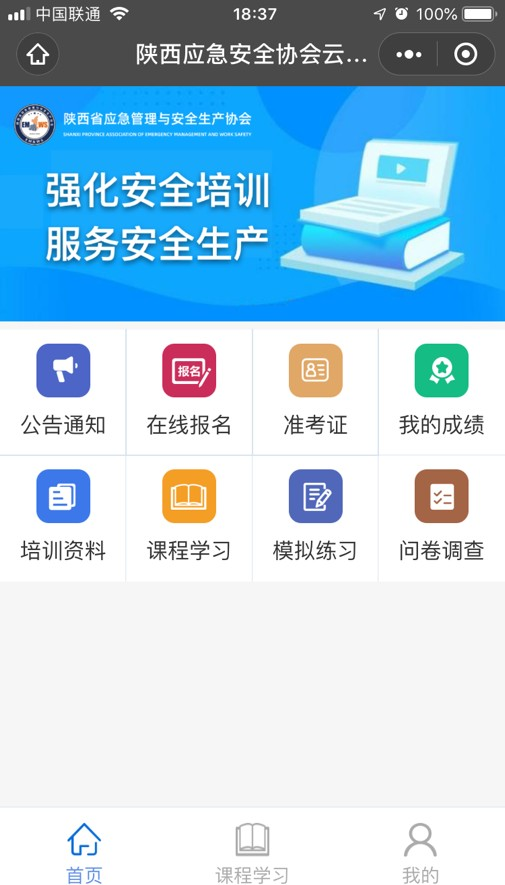 中国联通 18:37 100%
陕西应急安全协会云...
陕西省应急管理与安全生产协会
SHANXI PROVINCE ASSOCIATION OF EMERGENCY MANAGEMENT AND WORK SAFETY
强化安全培训
服务安全生产
报名
公告通知 在线报名 准考证 我的成绩
培训资料 课程学习 模拟练习 问卷调查
首页 课程学习 我的